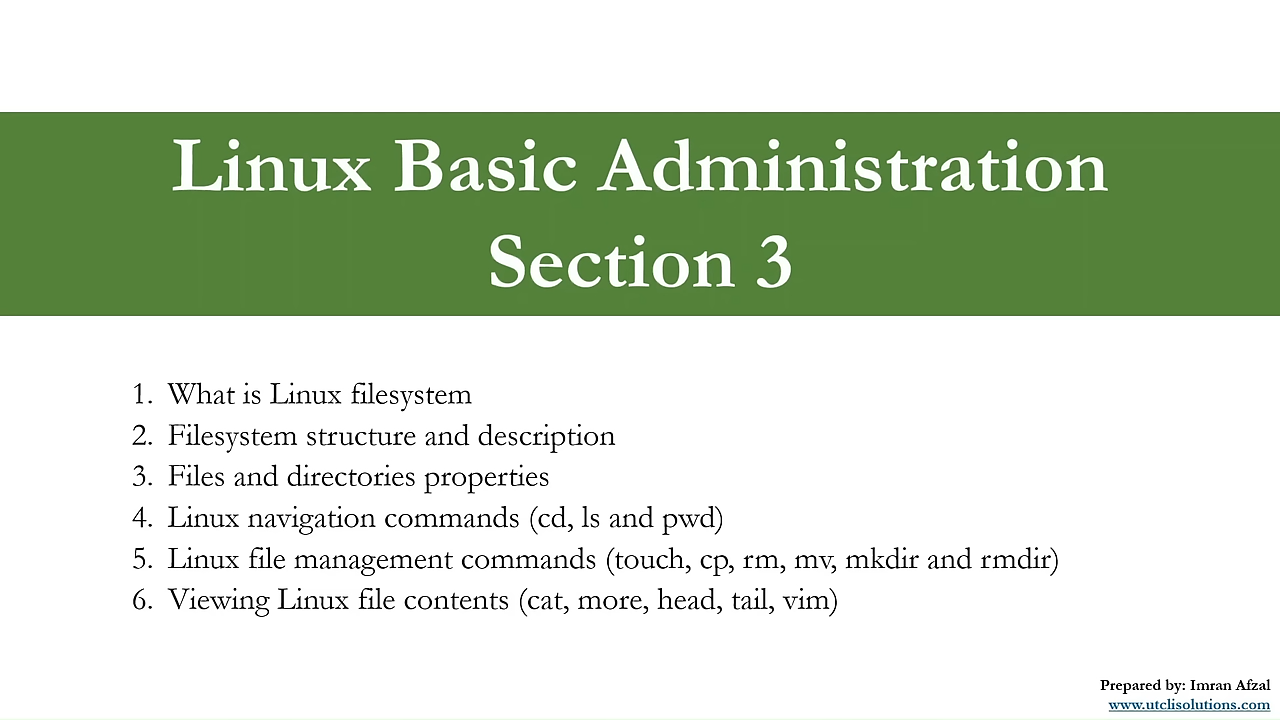 Linux Basic Administration
Section 3
1. What is Linux filesystem
2. Filesystem structure and description
3. Files and directories properties
4. Linux navigation commands (cd, ls and pwd)
5. Linux file management commands (touch, cp, rm, mv, mkdir and rmdir)
6. Viewing Linux file contents (cat, more, head, tail, vim)
Prepared by: Imran Afzal
www.utclisolutions.com